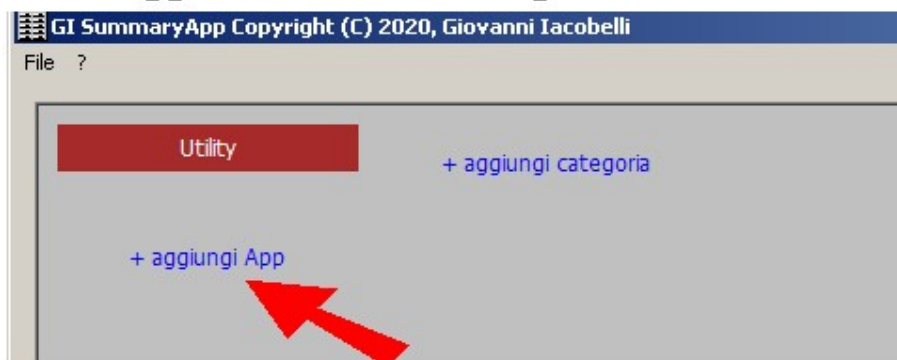 GI SummaryApp Copyright (C) 2020, Giovanni Iacobelli
File ?
Utility
+ aggiungi categoria
+ aggiungi App